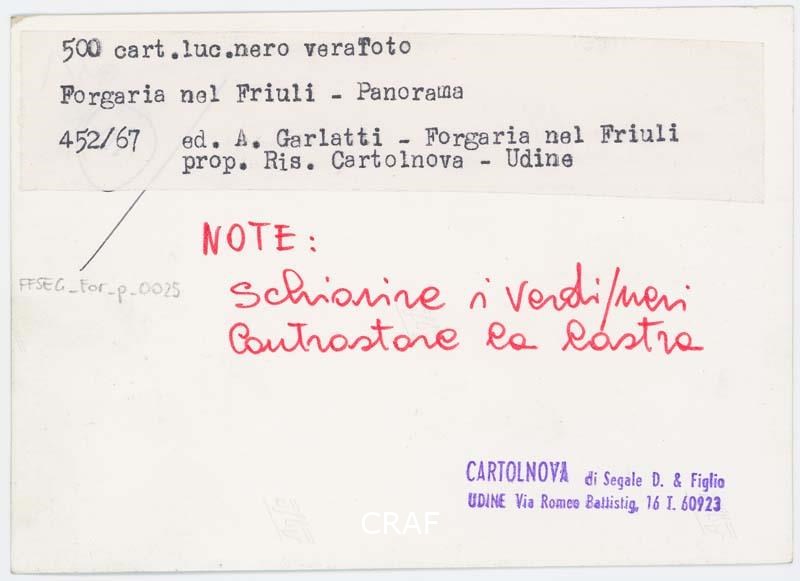 500 cart.luc.nero verafoto
Forgaria nel Friuli - Panorama
452/67 ed. A. Garlatti - Forgaria nel Friuli
prop. Ris. Cartolnova - Udine
NOTE:
FFSEG_For_p_0025
Schiarire i verdi/neri
Contrastare la lastra
CARTOLNOVA di Segale D. & Figlio
UDINE Via Romeo Battistig, 16 T. 60923
CRAF